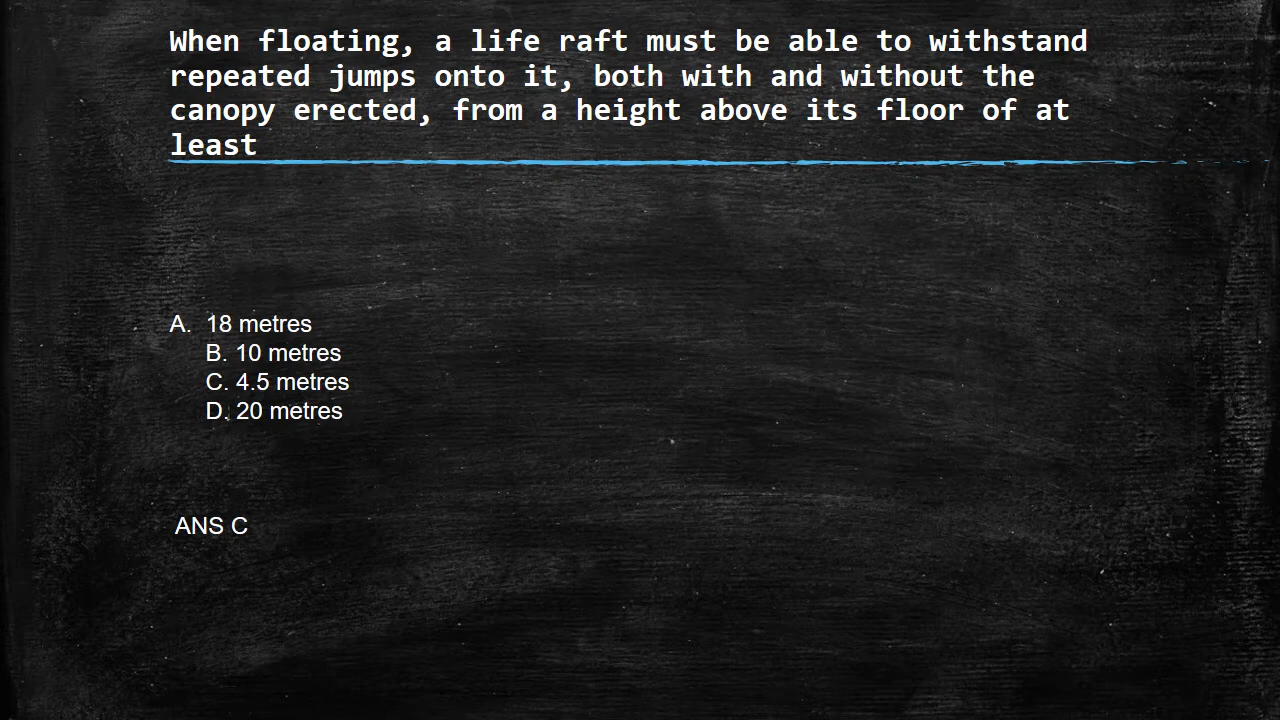 When floating, a life raft must be able to withstand
repeated jumps onto it, both with and without the
canopy erected, from a height above its floor of at
least
A. 18 metres
B. 10 metres
C. 4.5 metres
D. 20 metres
ANS C